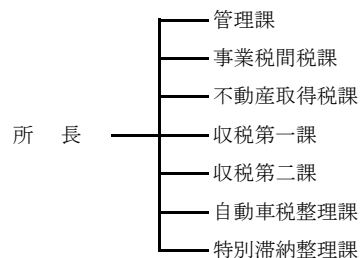 所　長
管理課
事業税間税課
不動産取得税課
収税第一課
収税第二課
自動車税整理課
特別滞納整理課